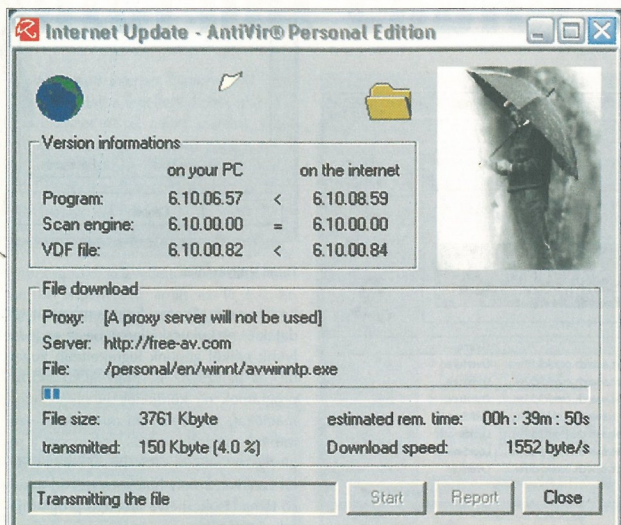 Internet Update - AntiVir® Personal Edition
Version informations
on your PC on the internet
Program: 6.10.06.57 < 6.10.08.59
Scan engine: 6.10.00.00 = 6.10.00.00
VDF file: 6.10.00.82 < 6.10.00.84
File download
Proxy: [A proxy server will not be used]
Server: http://free-av.com
File: /personal/en/winnt/avwinntp.exe
File size: 3761 Kbyte estimated rem. time: 00h : 39m : 50s
transmitted: 150 Kbyte (4.0 %) Download speed: 1552 byte/s
Transmitting the file Start Report Close